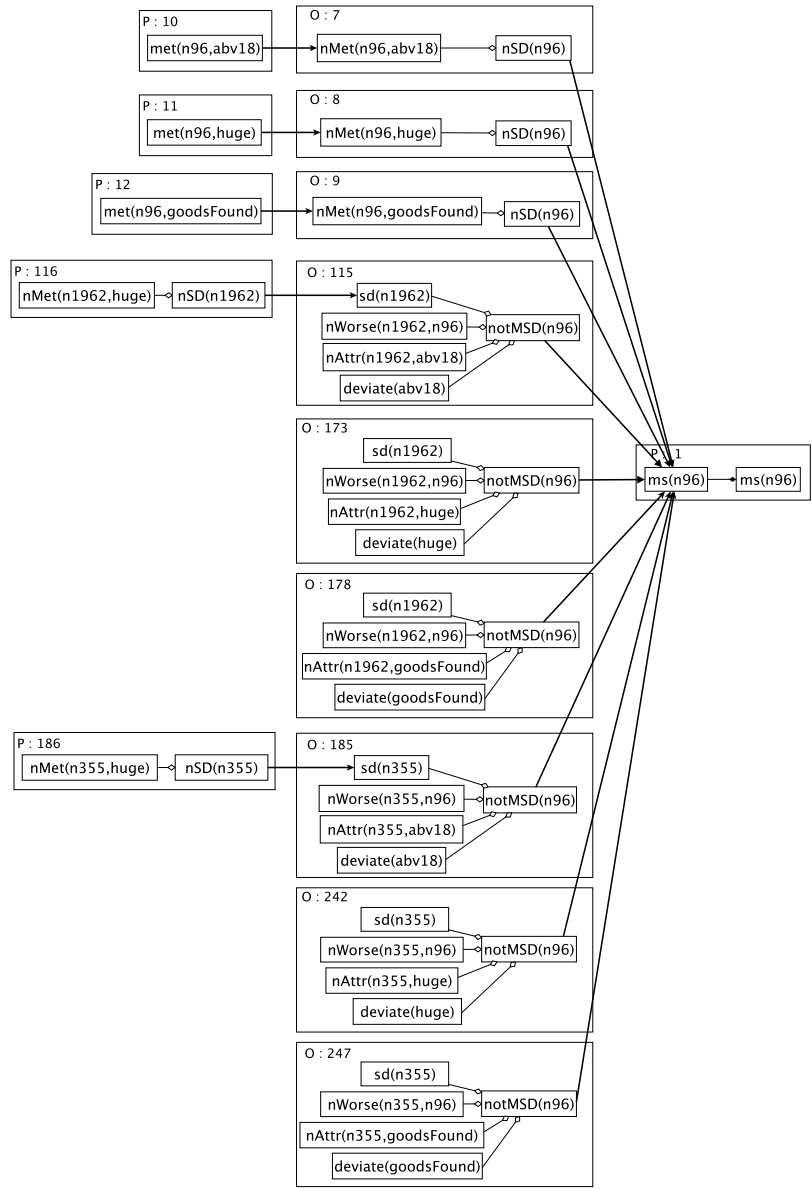 P : 10
met(n96,abv18)
O : 7
nMet(n96,abv18)
nSD(n96)
P : 11
met(n96,huge)
O : 8
nMet(n96,huge)
nSD(n96)
P : 12
met(n96,goodsFound)
O : 9
nMet(n96,goodsFound)
nSD(n96)
P : 116
nMet(n1962,huge)
nSD(n1962)
O : 115
sd(n1962)
nWorse(n1962,n96)
notMSD(n96)
nAttr(n1962,abv18)
deviate(abv18)
O : 173
sd(n1962)
nWorse(n1962,n96)
notMSD(n96)
nAttr(n1962,huge)
deviate(huge)
P : 1
ms(n96)
ms(n96)
O : 178
sd(n1962)
nWorse(n1962,n96)
notMSD(n96)
nAttr(n1962,goodsFound)
deviate(goodsFound)
P : 186
nMet(n355,huge)
nSD(n355)
O : 185
sd(n355)
nWorse(n355,n96)
notMSD(n96)
nAttr(n355,abv18)
deviate(abv18)
O : 242
sd(n355)
nWorse(n355,n96)
notMSD(n96)
nAttr(n355,huge)
deviate(huge)
O : 247
sd(n355)
nWorse(n355,n96)
notMSD(n96)
nAttr(n355,goodsFound)
deviate(goodsFound)